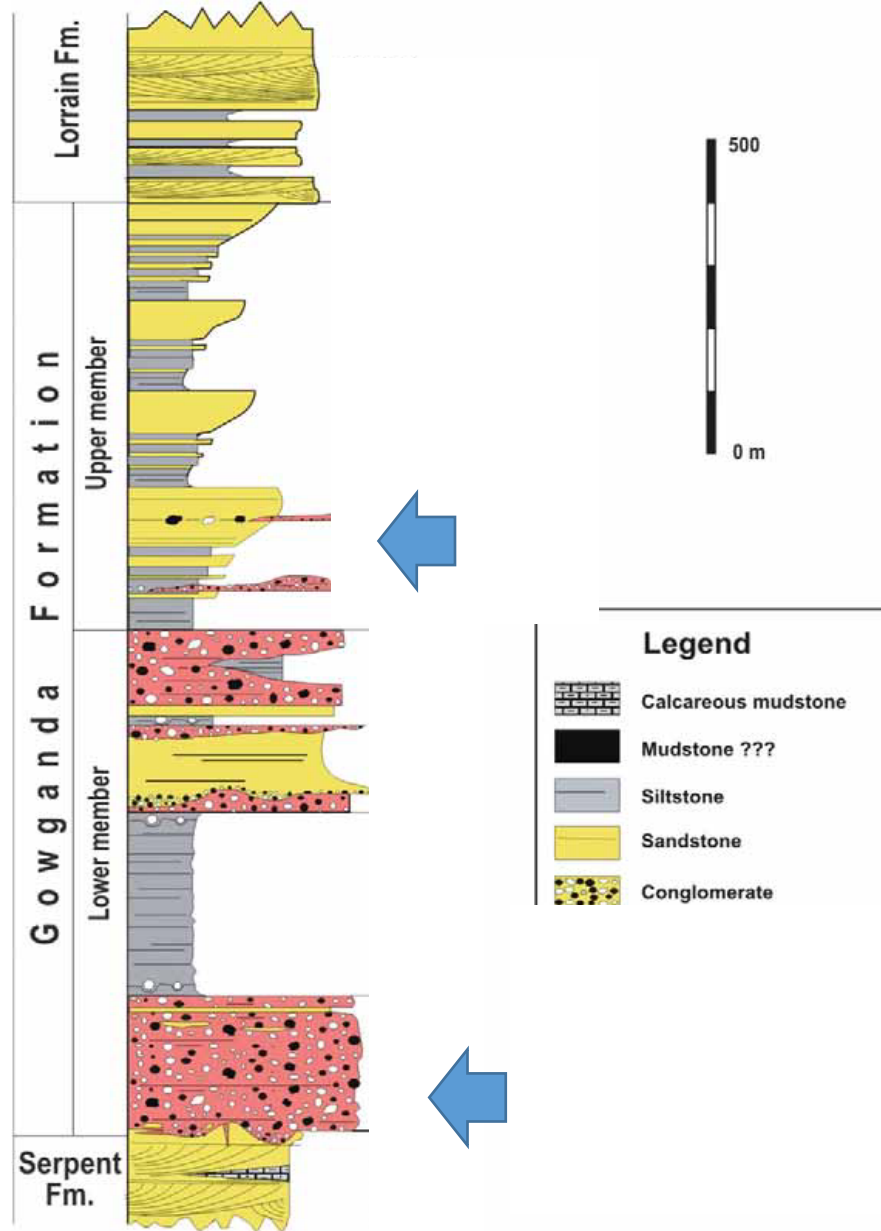 Lorrain Fm.
Gowganda Formation
Upper member
Lower member
Serpent
Fm.
500
0 m
Legend
Calcareous mudstone
Mudstone ???
Siltstone
Sandstone
Conglomerate